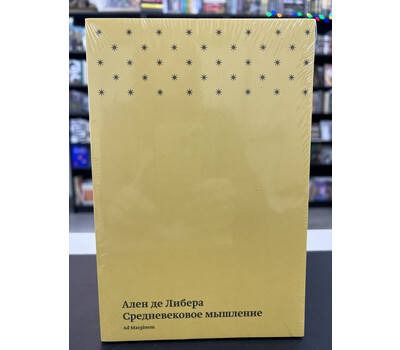 Ален де Либера
Средневековое мышление
Ad Marginem